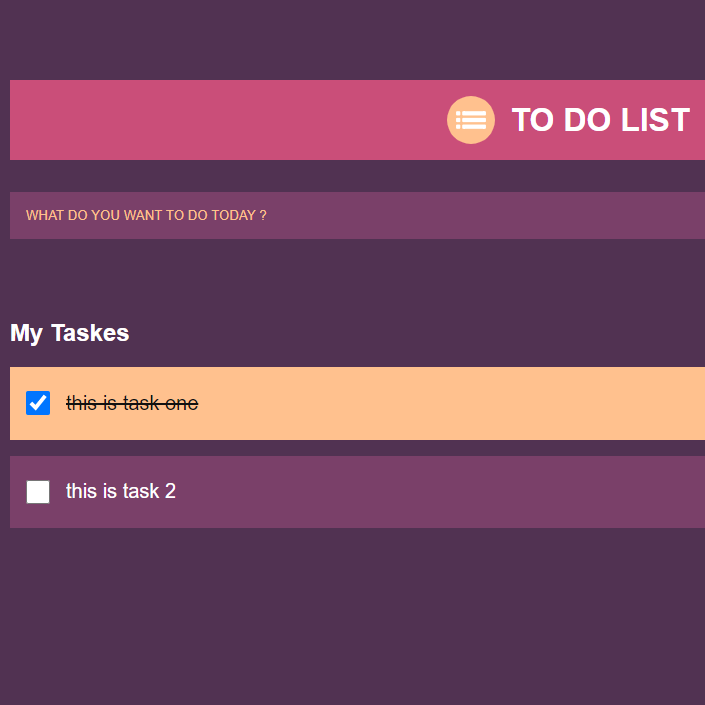 TO DO LIST
WHAT DO YOU WANT TO DO TODAY ?
My Taskes
this is task one
this is task 2